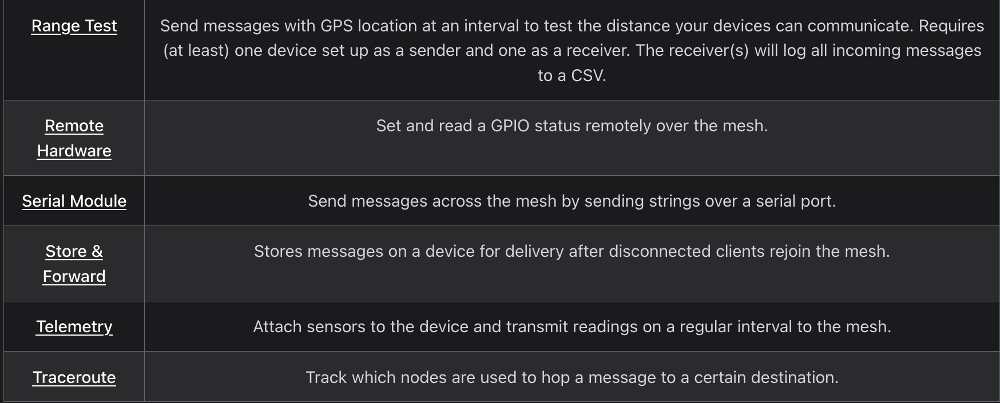 Range Test
Send messages with GPS location at an interval to test the distance your devices can communicate. Requires
(at least) one device set up as a sender and one as a receiver. The receiver(s) will log all incoming messages
to a CSV.
Remote
Hardware
Set and read a GPIO status remotely over the mesh.
Serial Module
Send messages across the mesh by sending strings over a serial port.
Store &
Forward
Stores messages on a device for delivery after disconnected clients rejoin the mesh.
Telemetry
Attach sensors to the device and transmit readings on a regular interval to the mesh.
Traceroute
Track which nodes are used to hop a message to a certain destination.